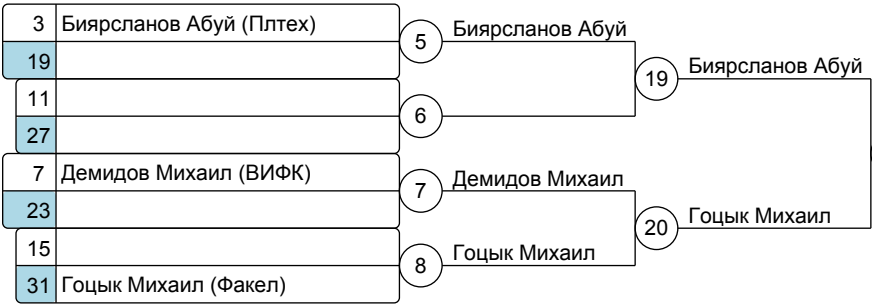 3 Биярсланов Абуй (Плтех)
19
5 Биярсланов Абуй
11
27
6
19 Биярсланов Абуй
7 Демидов Михаил (ВИФК)
23
7 Демидов Михаил
15
31 Гоцык Михаил (Факел)
8 Гоцык Михаил
20 Гоцык Михаил